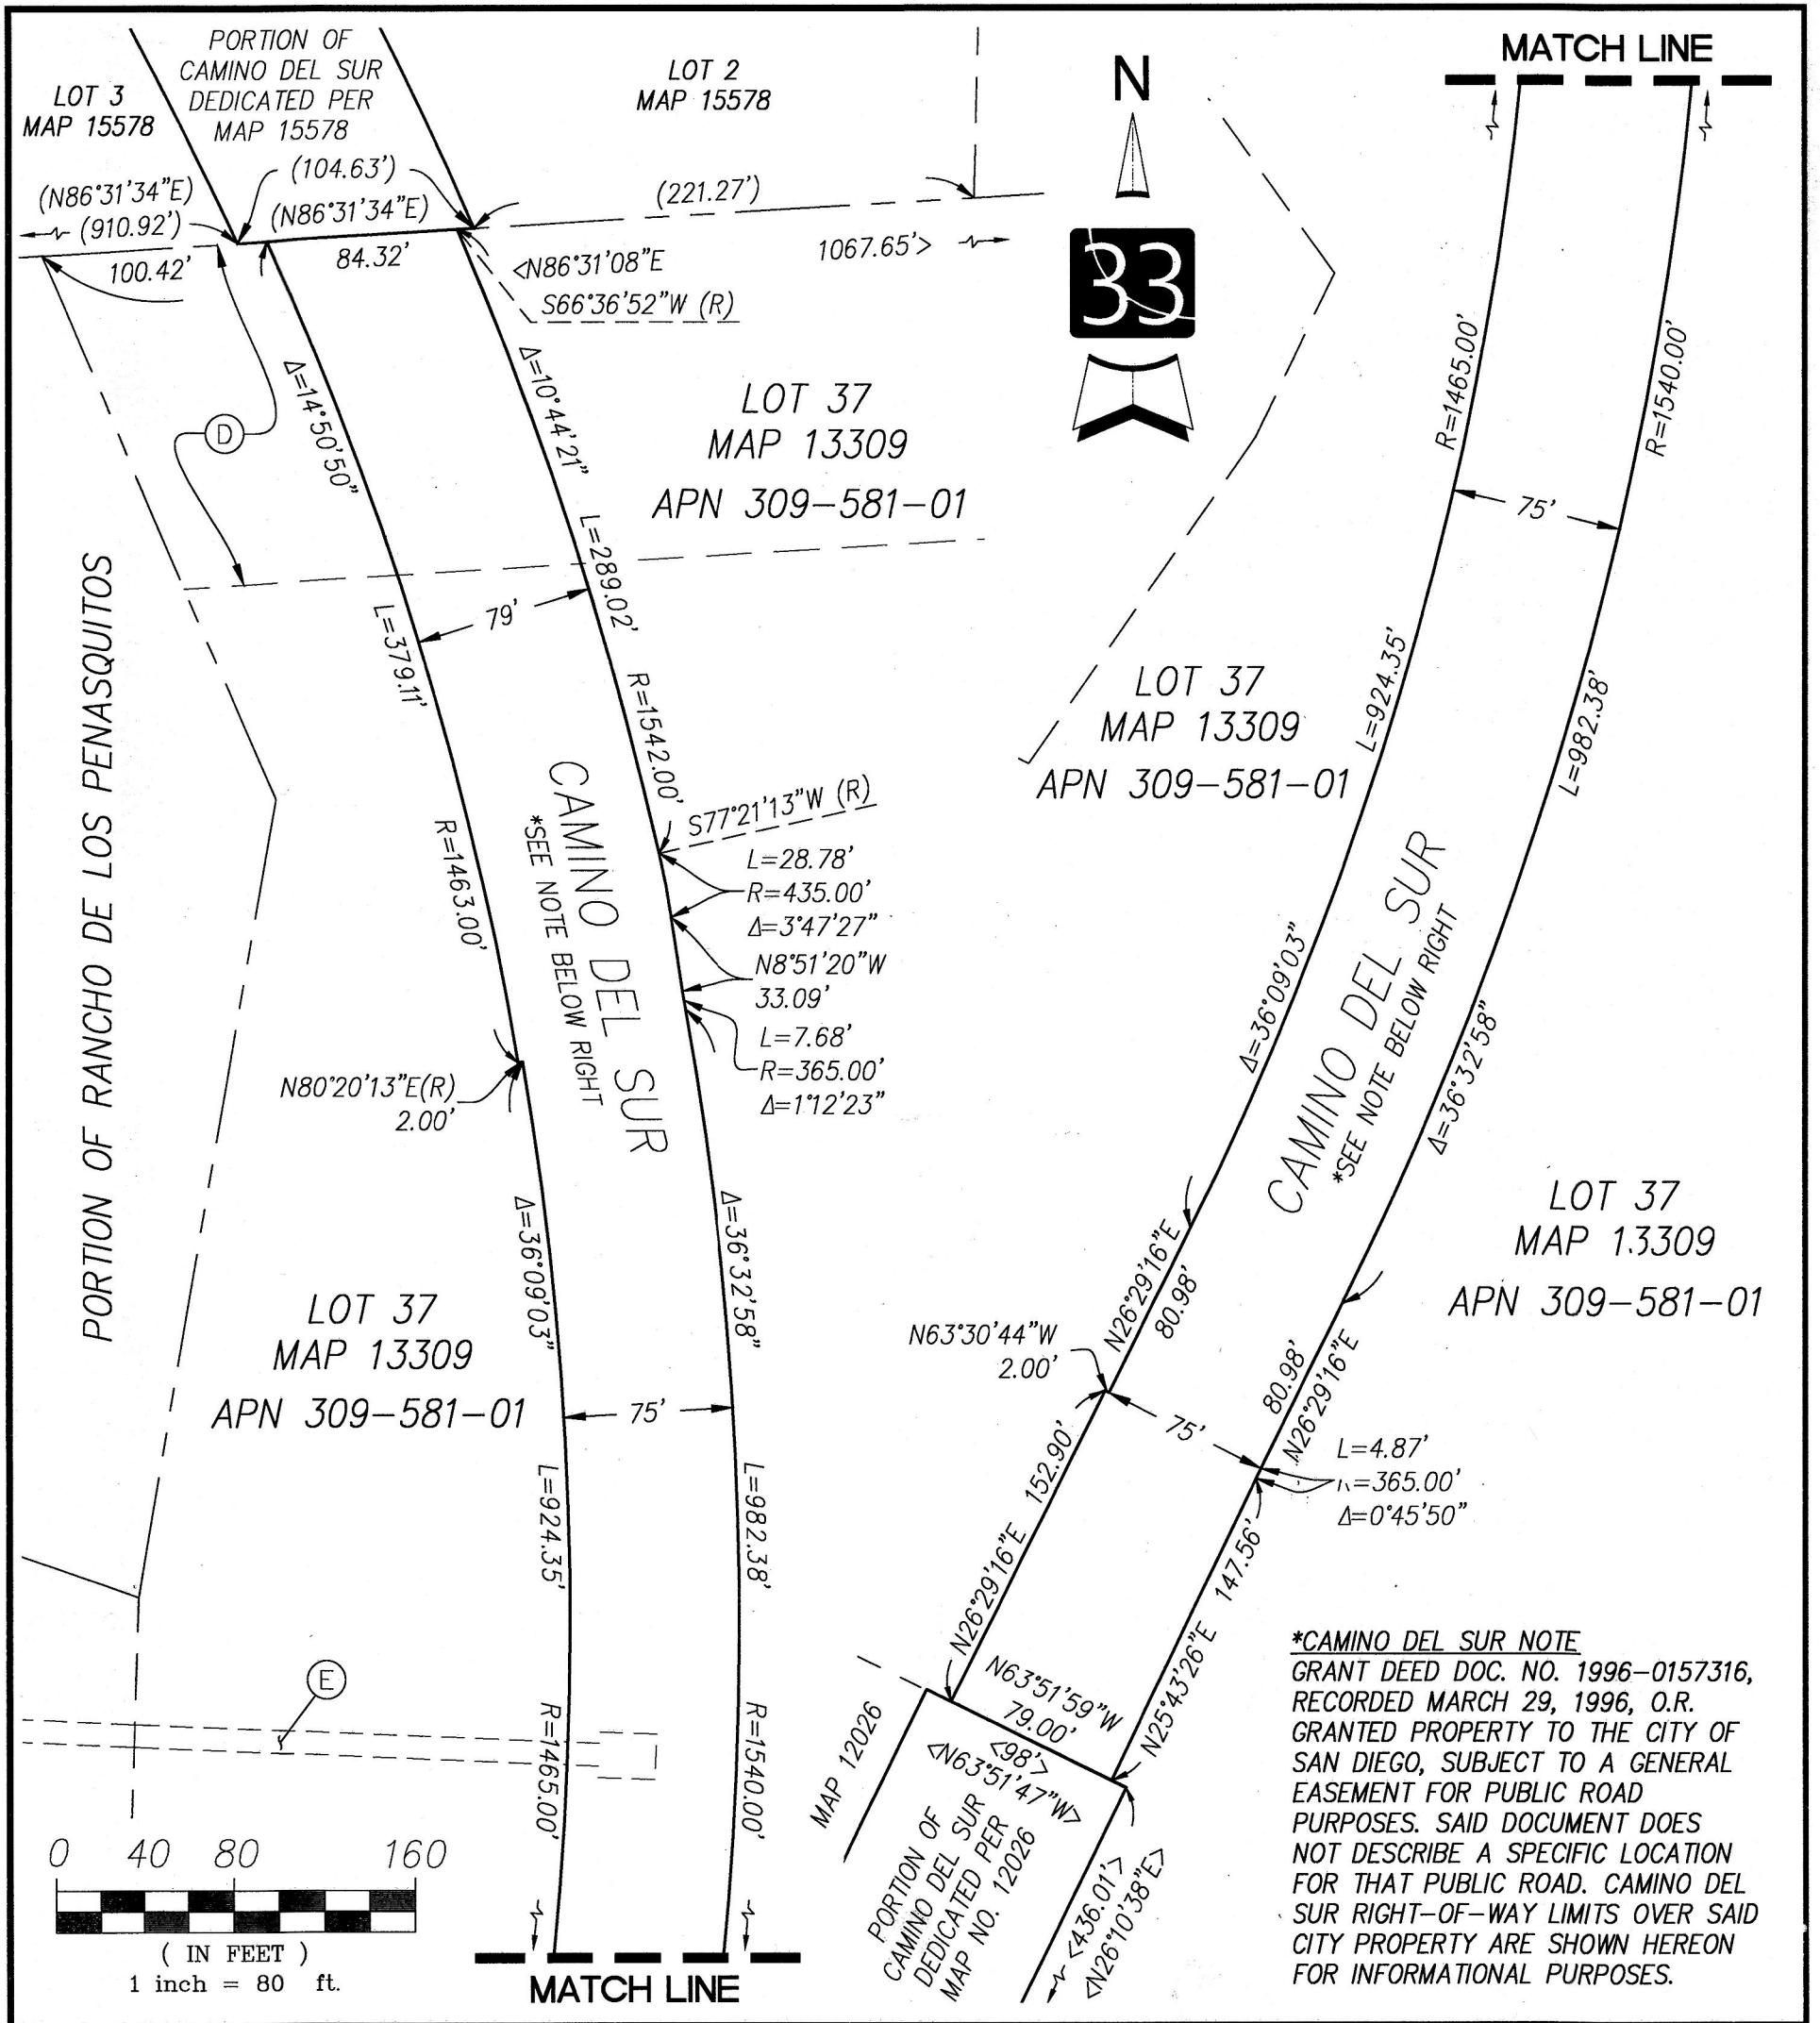 PORTION OF
CAMINO DEL SUR
DEDICATED PER
MAP 15578
LOT 3
MAP 15578
LOT 2
MAP 15578
(104.63')
(N86°31'34"E)
(N86°31'34"E)
(910.92')
(221.27')
100.42'
84.32'
<N86°31'08"E
1067.65'>
S66°36'52"W (R)
N
33
MATCH LINE
Δ=14°50'50"
Δ=10°44'21"
D
LOT 37
MAP 13309
APN 309-581-01
L=289.02'
79'
L=379.11'
R=1542.00'
PORTION OF RANCHO DE LOS PENASQUITOS
CAMINO DEL SUR
*SEE NOTE BELOW RIGHT
R=1463.00'
S77°21'13"W (R)
L=28.78'
R=435.00'
Δ=3°47'27"
N8°51'20"W
33.09'
L=7.68'
R=365.00'
Δ=1°12'23"
N80°20'13"E(R)
2.00'
Δ=36°09'03"
Δ=36°32'58"
LOT 37
MAP 13309
APN 309-581-01
75'
L=924.35'
L=982.38'
E
R=1465.00'
R=1540.00'
0 40 80 160
( IN FEET )
1 inch = 80 ft.
MATCH LINE
R=1465.00'
R=1540.00'
75'
LOT 37
MAP 13309
APN 309-581-01
L=924.35'
L=982.38'
Δ=36°09'03"
CAMINO DEL SUR
*SEE NOTE BELOW RIGHT
Δ=36°32'58"
LOT 37
MAP 13309
APN 309-581-01
N26°29'16"E
80.98'
N63°30'44"W
2.00'
75'
80.98'
N26°29'16"E
L=4.87'
R=365.00'
Δ=0°45'50"
N26°29'16"E 152.90'
N25°43'26"E 147.56'
N63°51'59"W
79.00'
<98'>
<N63°51'47"W>
MAP 12026
PORTION OF
CAMINO DEL SUR
DEDICATED PER
MAP NO. 12026
<436.01'>
<N26°10'38"E>
*CAMINO DEL SUR NOTE
GRANT DEED DOC. NO. 1996-0157316,
RECORDED MARCH 29, 1996, O.R.
GRANTED PROPERTY TO THE CITY OF
SAN DIEGO, SUBJECT TO A GENERAL
EASEMENT FOR PUBLIC ROAD
PURPOSES. SAID DOCUMENT DOES
NOT DESCRIBE A SPECIFIC LOCATION
FOR THAT PUBLIC ROAD. CAMINO DEL
SUR RIGHT-OF-WAY LIMITS OVER SAID
CITY PROPERTY ARE SHOWN HEREON
FOR INFORMATIONAL PURPOSES.